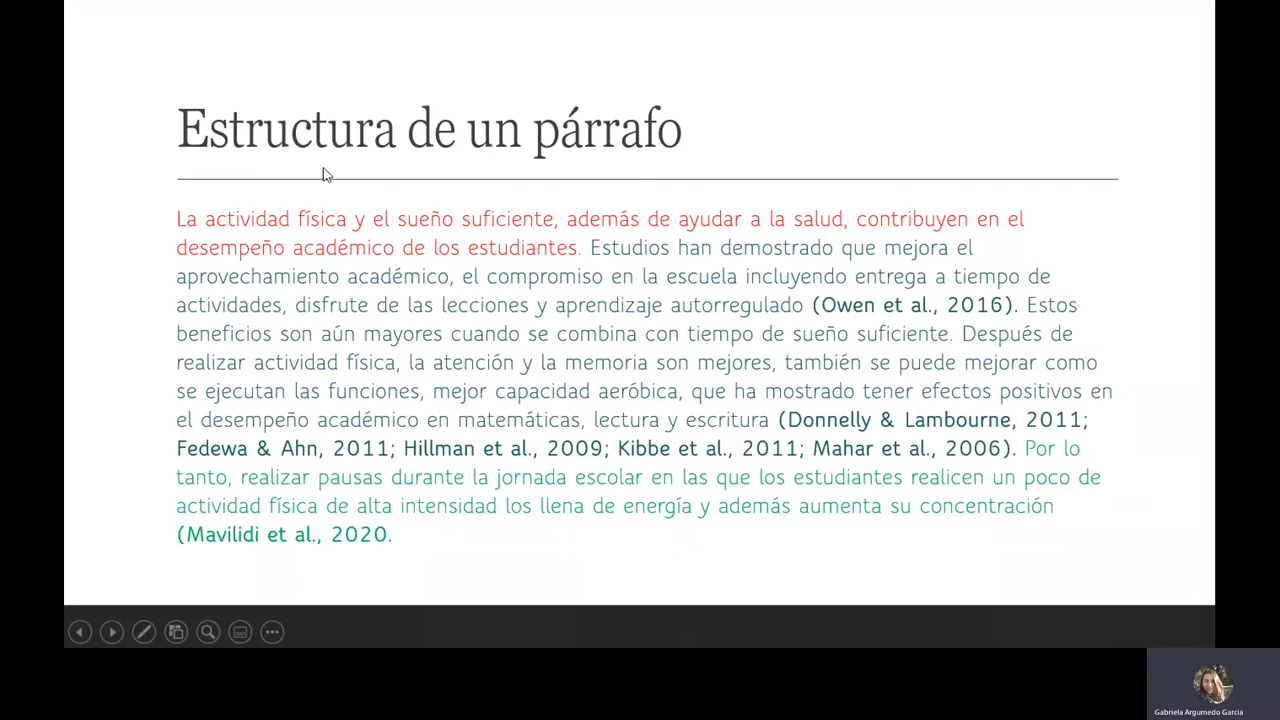 Estructura de un párrafo
La actividad física y el sueño suficiente, además de ayudar a la salud, contribuyen en el
desempeño académico de los estudiantes. Estudios han demostrado que mejora el
aprovechamiento académico, el compromiso en la escuela incluyendo entrega a tiempo de
actividades, disfrute de las lecciones y aprendizaje autorregulado (Owen et al., 2016). Estos
beneficios son aún mayores cuando se combina con tiempo de sueño suficiente. Después de
realizar actividad física, la atención y la memoria son mejores, también se puede mejorar como
se ejecutan las funciones, mejor capacidad aeróbica, que ha mostrado tener efectos positivos en
el desempeño académico en matemáticas, lectura y escritura (Donnelly & Lambourne, 2011;
Fedewa & Ahn, 2011; Hillman et al., 2009; Kibbe et al., 2011; Mahar et al., 2006). Por lo
tanto, realizar pausas durante la jornada escolar en las que los estudiantes realicen un poco de
actividad física de alta intensidad los llena de energía y además aumenta su concentración
(Mavilidi et al., 2020.
Gabriela Argumedo Garcia